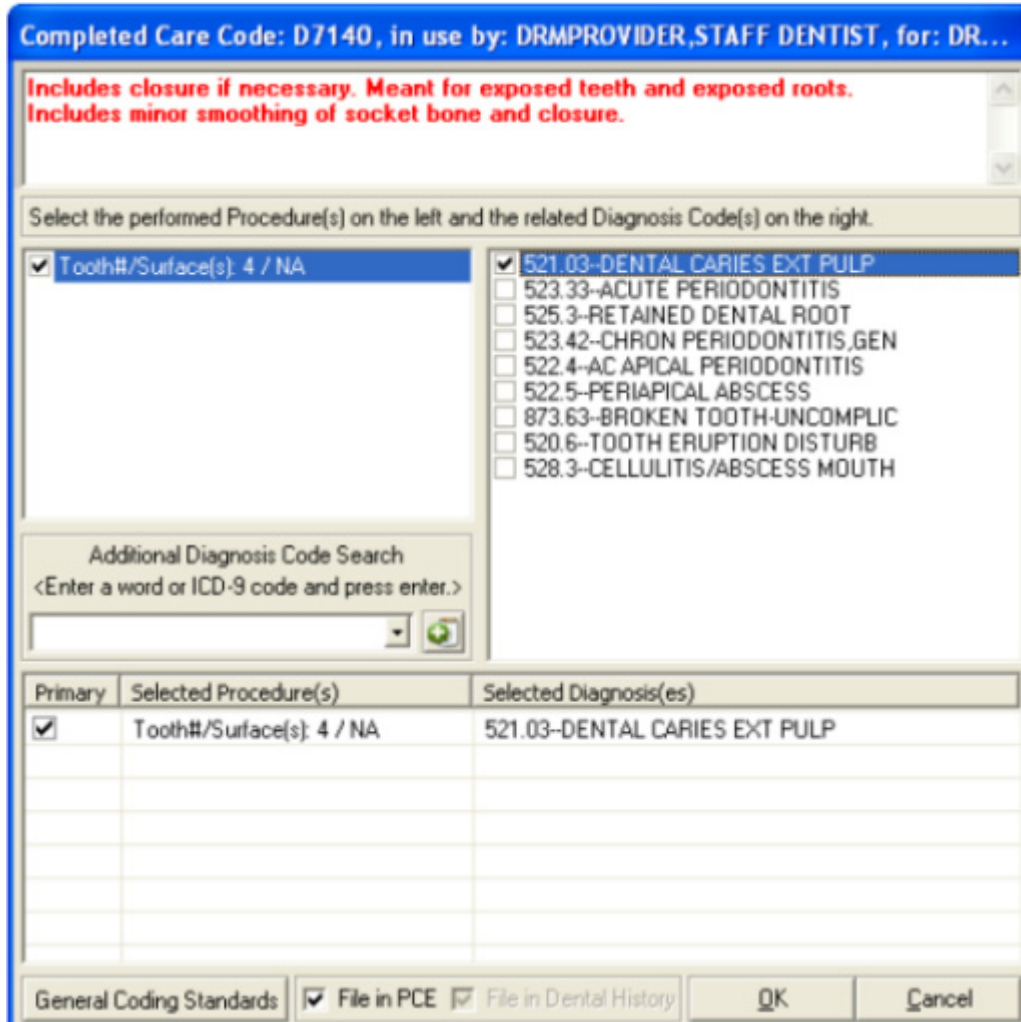 Completed Care Code: D7140, in use by: DRMPROVIDER,STAFF DENTIST, for: DR...
Includes closure if necessary. Meant for exposed teeth and exposed roots.
Includes minor smoothing of socket bone and closure.
Select the performed Procedure(s) on the left and the related Diagnosis Code(s) on the right.
Tooth#/Surface(s): 4 / NA
521.03--DENTAL CARIES EXT PULP
523.33--ACUTE PERIODONTITIS
525.3--RETAINED DENTAL ROOT
523.42--CHRON PERIODONTITIS,GEN
522.4--AC APICAL PERIODONTITIS
522.5--PERIAPICAL ABSCESS
873.63--BROKEN TOOTH-UNCOMPLIC
520.6--TOOTH ERUPTION DISTURB
528.3--CELLULITIS/ABSCESS MOUTH
Additional Diagnosis Code Search
<Enter a word or ICD-9 code and press enter.>
Primary Selected Procedure(s) Selected Diagnosis(es)
Tooth#/Surface(s): 4 / NA 521.03--DENTAL CARIES EXT PULP
General Coding Standards File in PCE File in Dental History OK Cancel